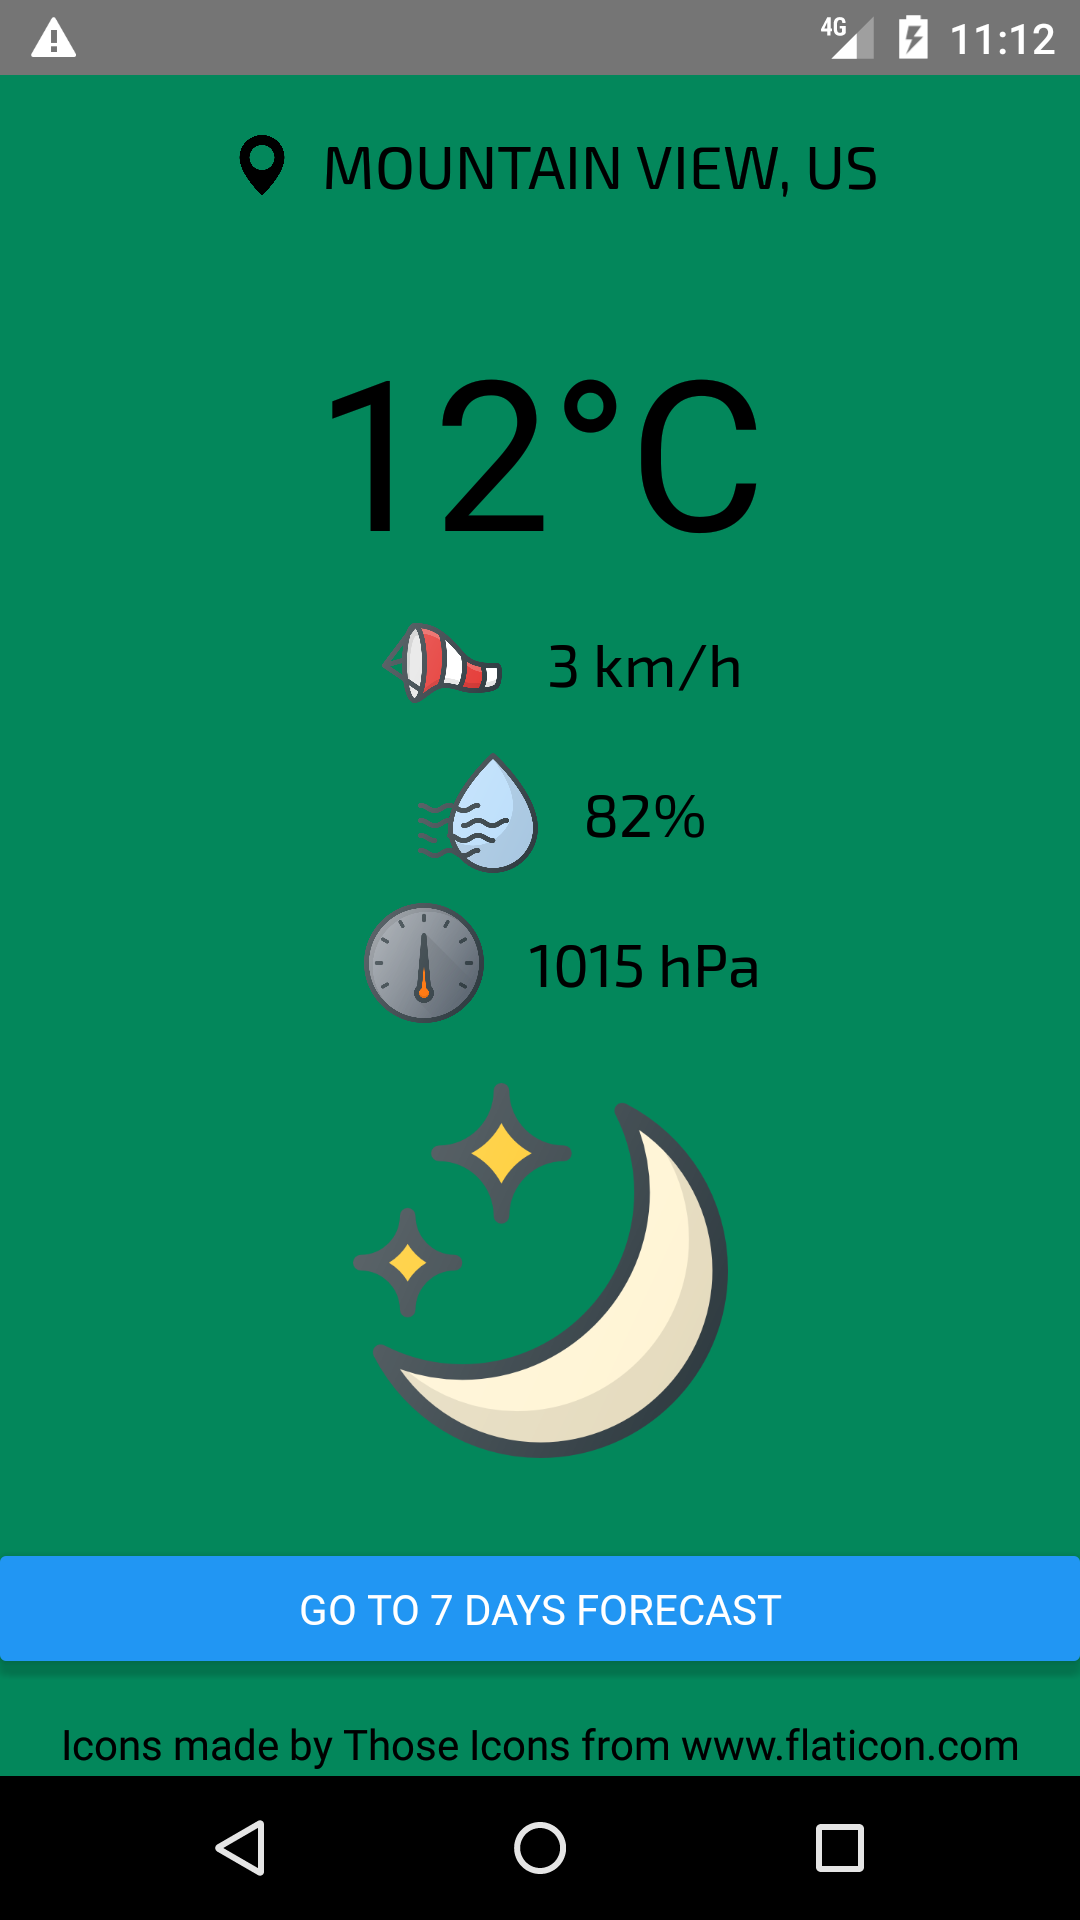 4G 11:12
MOUNTAIN VIEW, US
12°C
3 km/h
82%
1015 hPa
GO TO 7 DAYS FORECAST
Icons made by Those Icons from www.flaticon.com